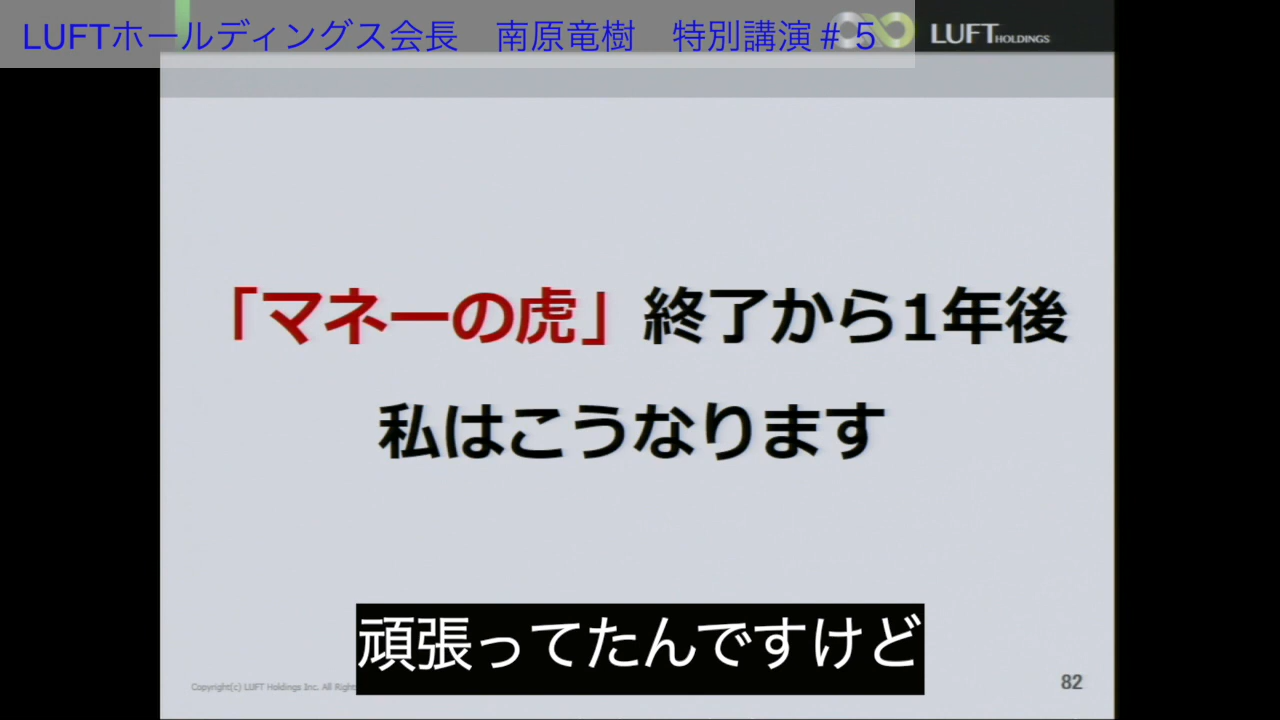 LUFTホールディングス会長　南原竜樹　特別講演＃５
LUFT HOLDINGS
「マネーの虎」終了から1年後
私はこうなります
頑張ってたんですけど
Copyright(c) LUFT Holdings Inc. All Right
82